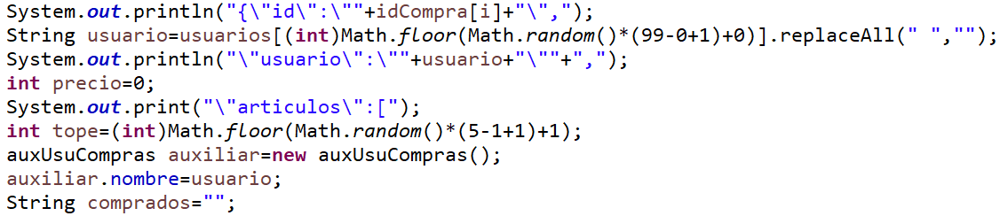 System.out.println("{\"id\":\""+idCompra[i]+"\",");
String usuario=usuarios[(int)Math.floor(Math.random()*(99-0+1)+0)].replaceAll(" ","");
System.out.println("\"usuario\":\""+usuario+"\""+",");
int precio=0;
System.out.print("\"articulos\":[");
int tope=(int)Math.floor(Math.random()*(5-1+1)+1);
auxUsuCompras auxiliar=new auxUsuCompras();
auxiliar.nombre=usuario;
String comprados="";